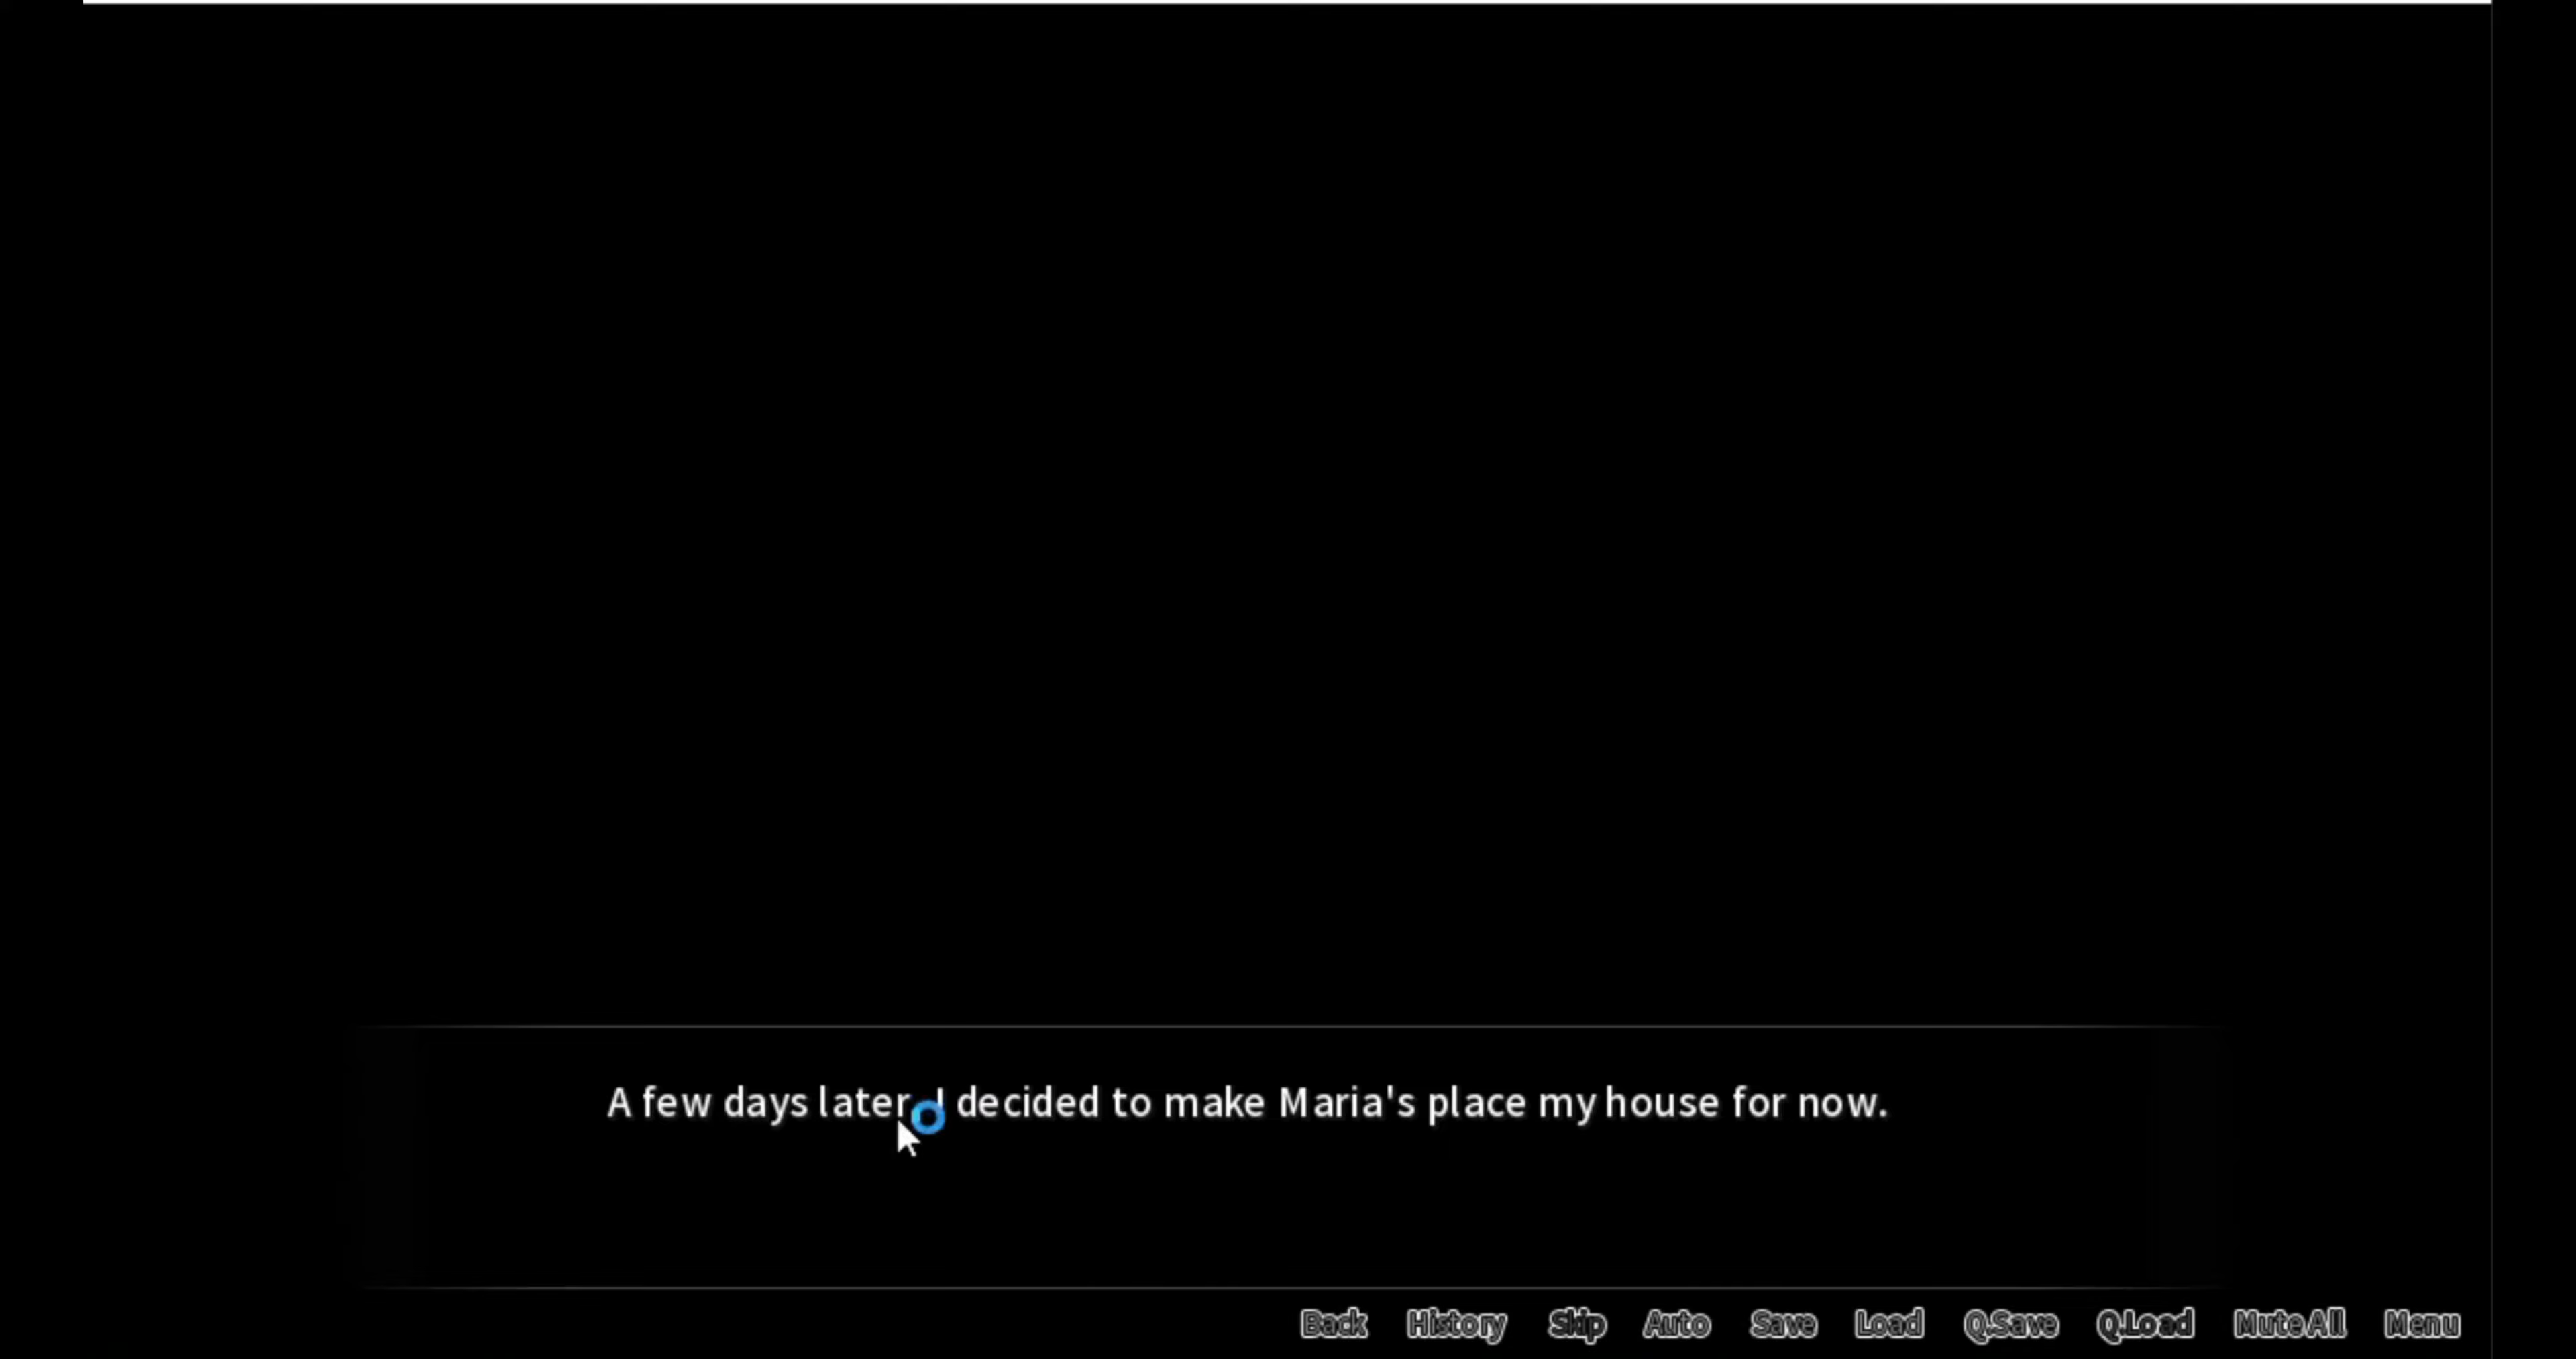 A few days later, I decided to make Maria's place my house for now.
Back History Skip Auto Save Load Q.Save Q.Load Mute All Menu